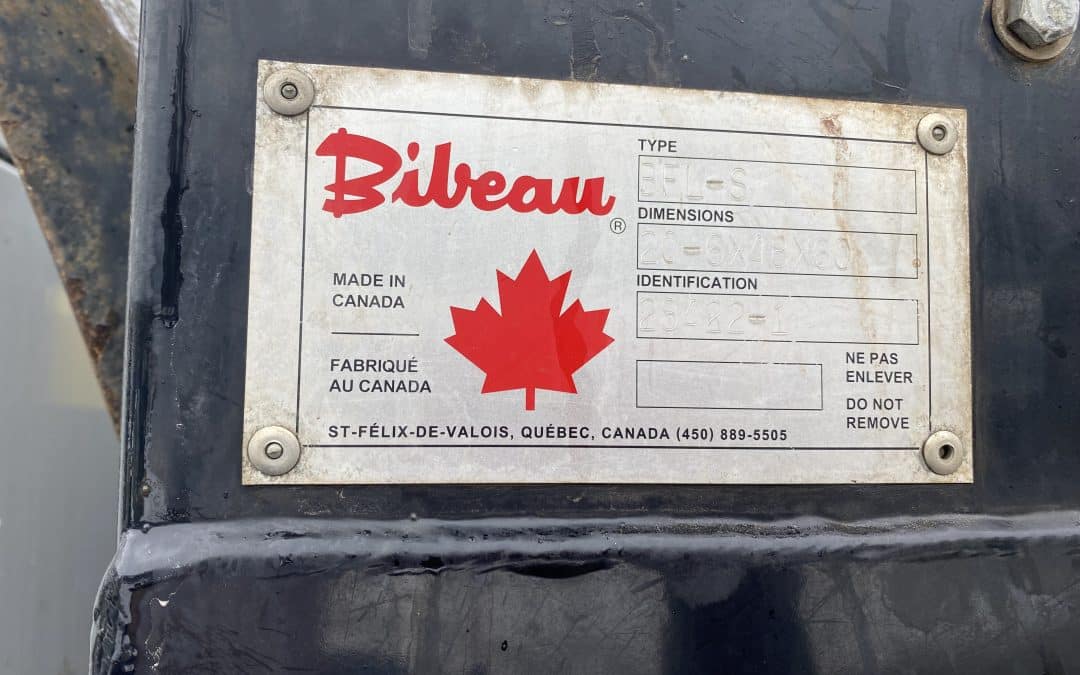 Bibeau
®
TYPE
BFL-S
DIMENSIONS
IDENTIFICATION
MADE IN
CANADA
FABRIQUÉ
AU CANADA
NE PAS
ENLEVER
DO NOT
REMOVE
ST-FÉLIX-DE-VALOIS, QUÉBEC, CANADA (450) 889-5505